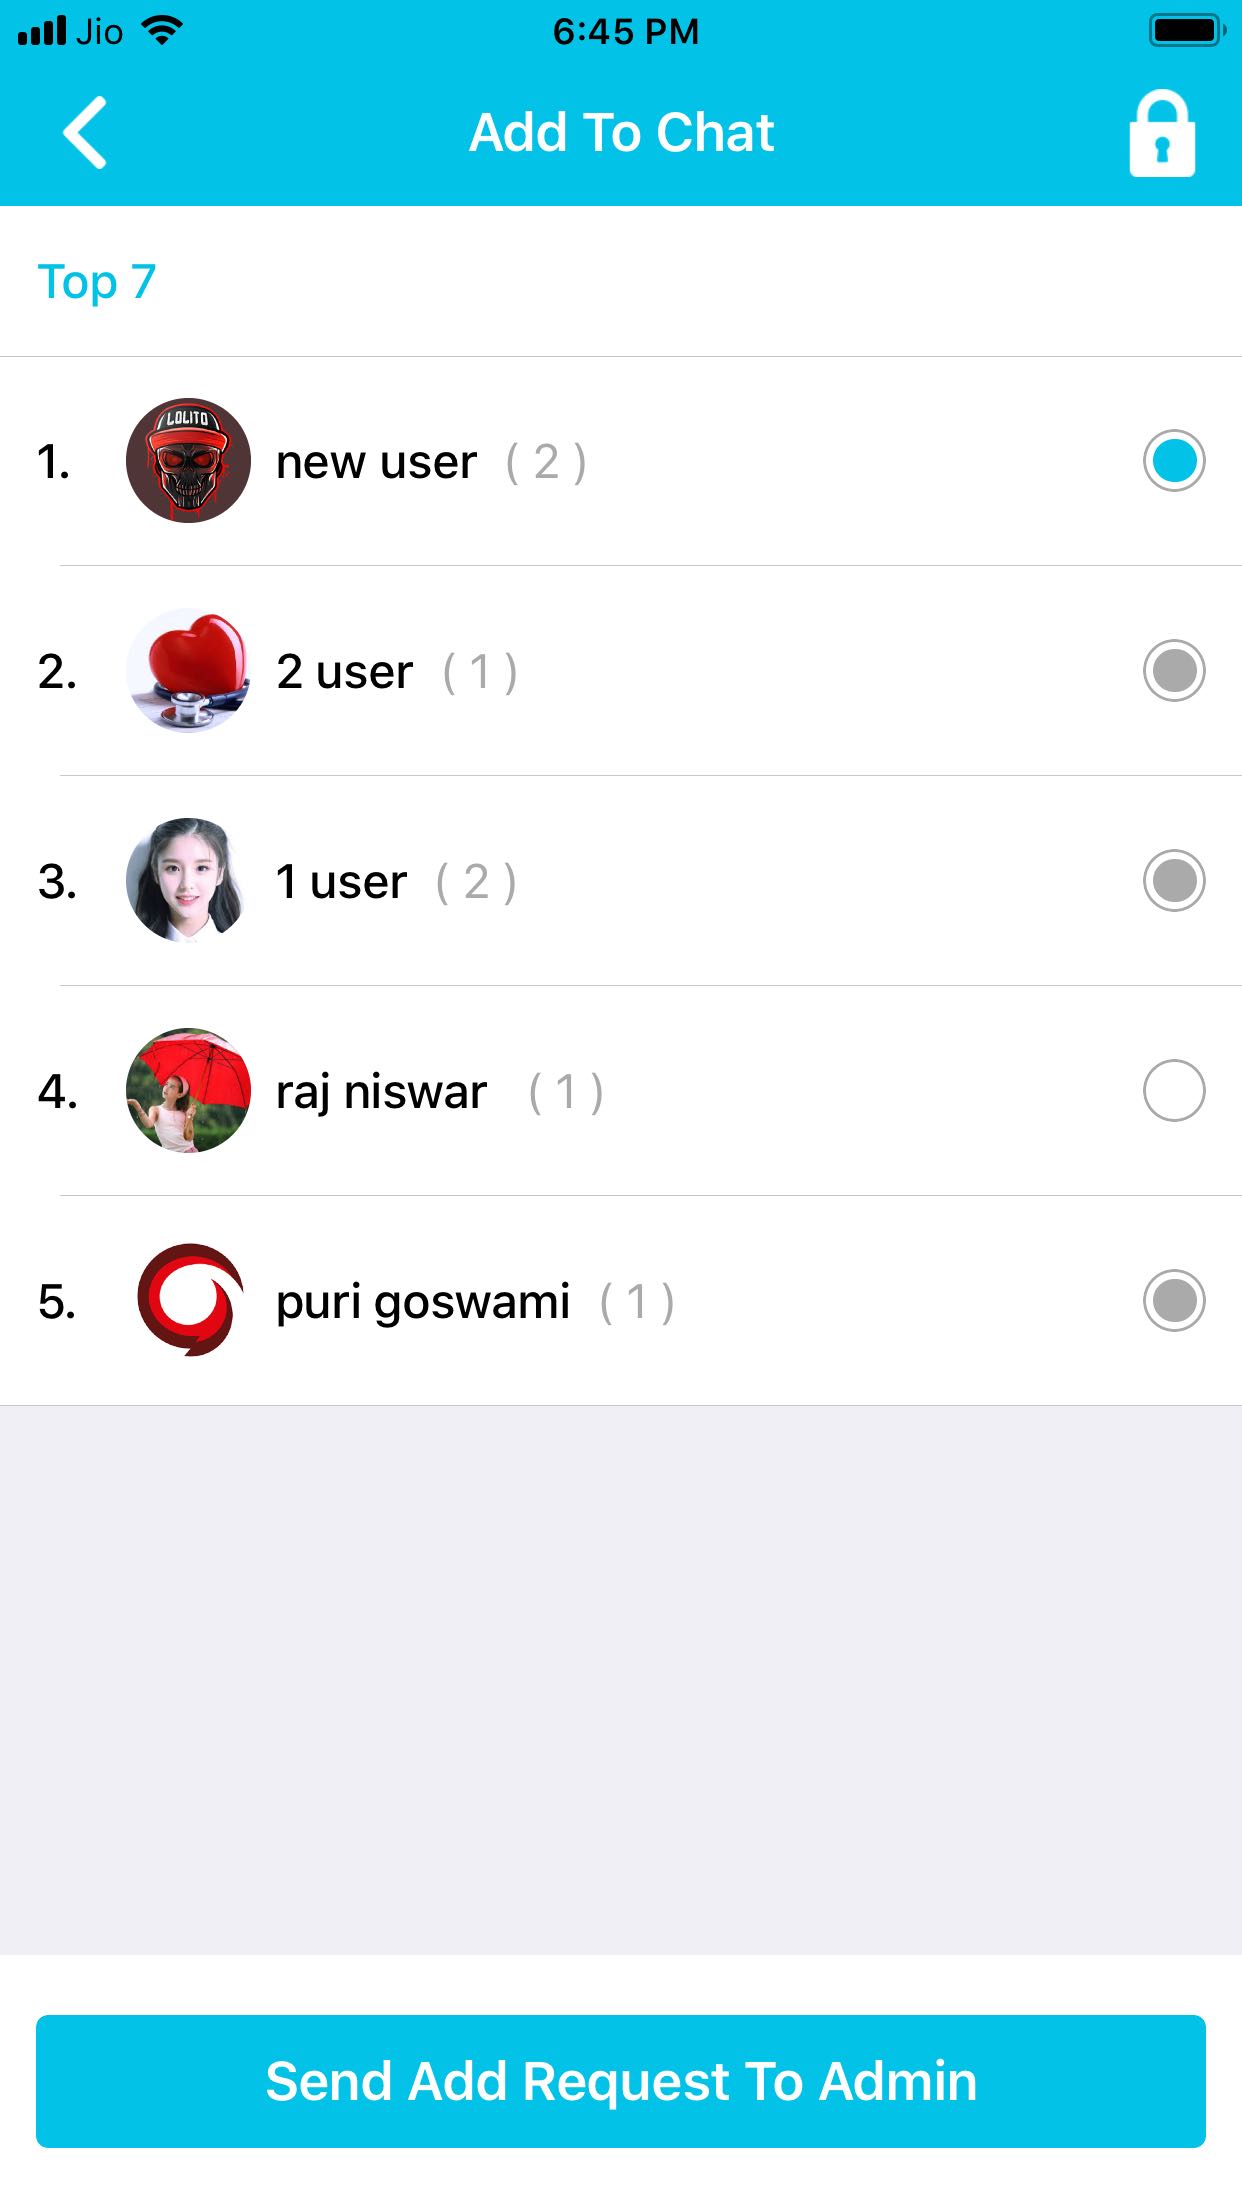 Jio 6:45 PM
Add To Chat
Top 7
1. LOLITO new user ( 2 )
2. 2 user ( 1 )
3. 1 user ( 2 )
4. raj niswar ( 1 )
5. puri goswami ( 1 )
Send Add Request To Admin